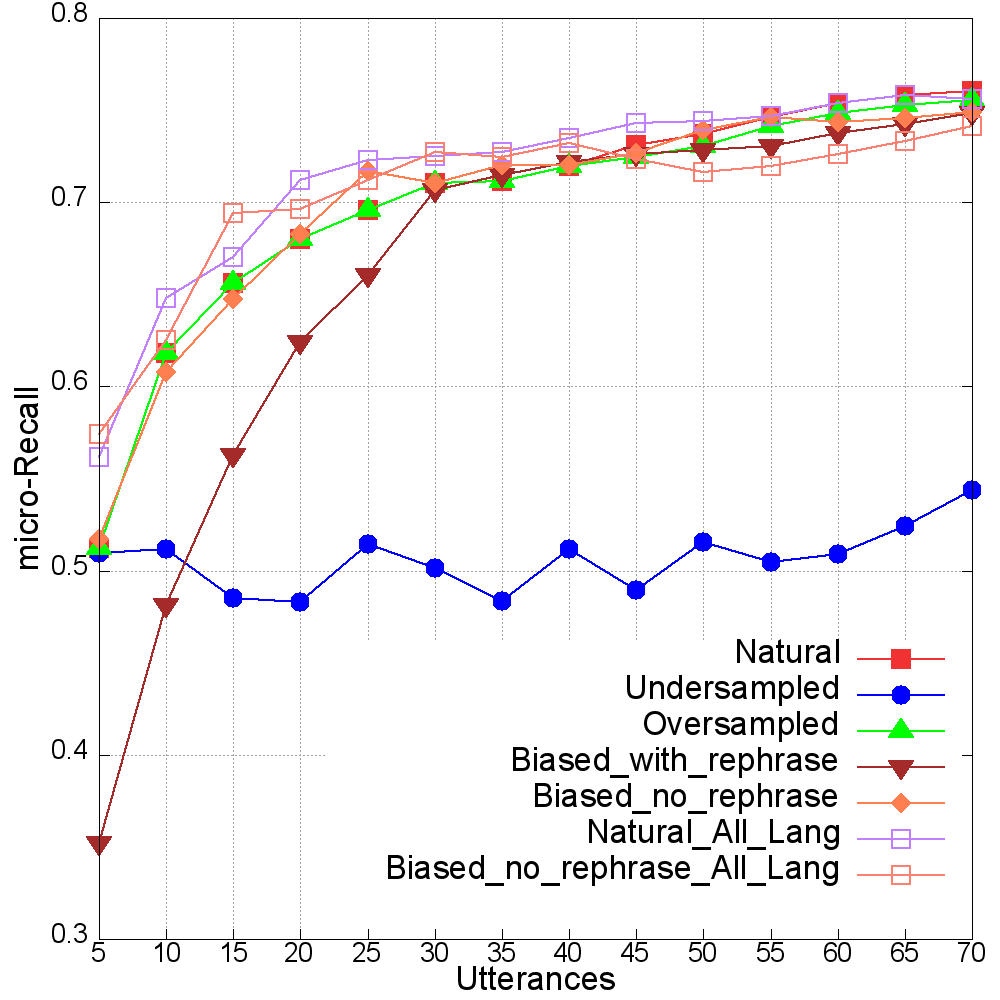 0.8
0.7
0.6
0.5
0.4
0.3
micro-Recall
Natural
Undersampled
Oversampled
Biased_with_rephrase
Biased_no_rephrase
Natural_All_Lang
Biased_no_rephrase_All_Lang
5 10 15 20 25 30 35 40 45 50 55 60 65 70
Utterances